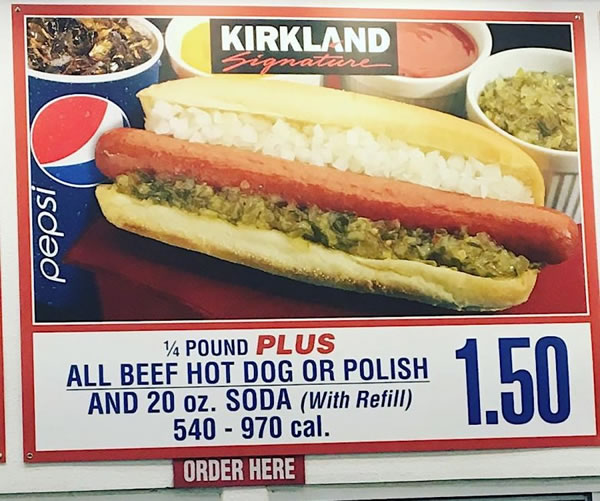 KIRKLAND
Signature
pepsi
¼ POUND PLUS
ALL BEEF HOT DOG OR POLISH
AND 20 oz. SODA (With Refill)
540 - 970 cal.
1.50
ORDER HERE